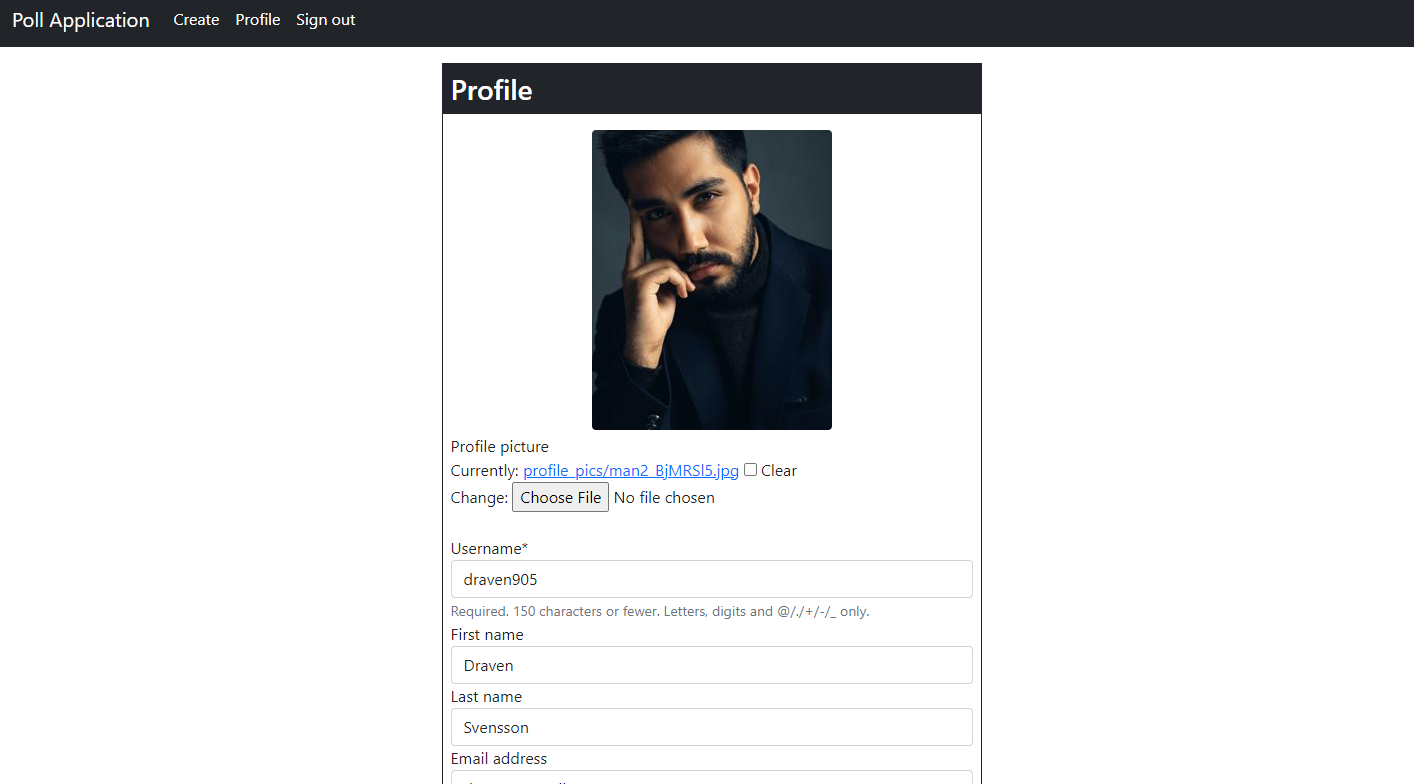 Poll Application Create Profile Sign out
Profile
Profile picture
Currently: profile_pics/man2_BjMRSl5.jpg Clear
Change: Choose File No file chosen
Username*
draven905
Required. 150 characters or fewer. Letters, digits and @/./+/-/_ only.
First name
Draven
Last name
Svensson
Email address